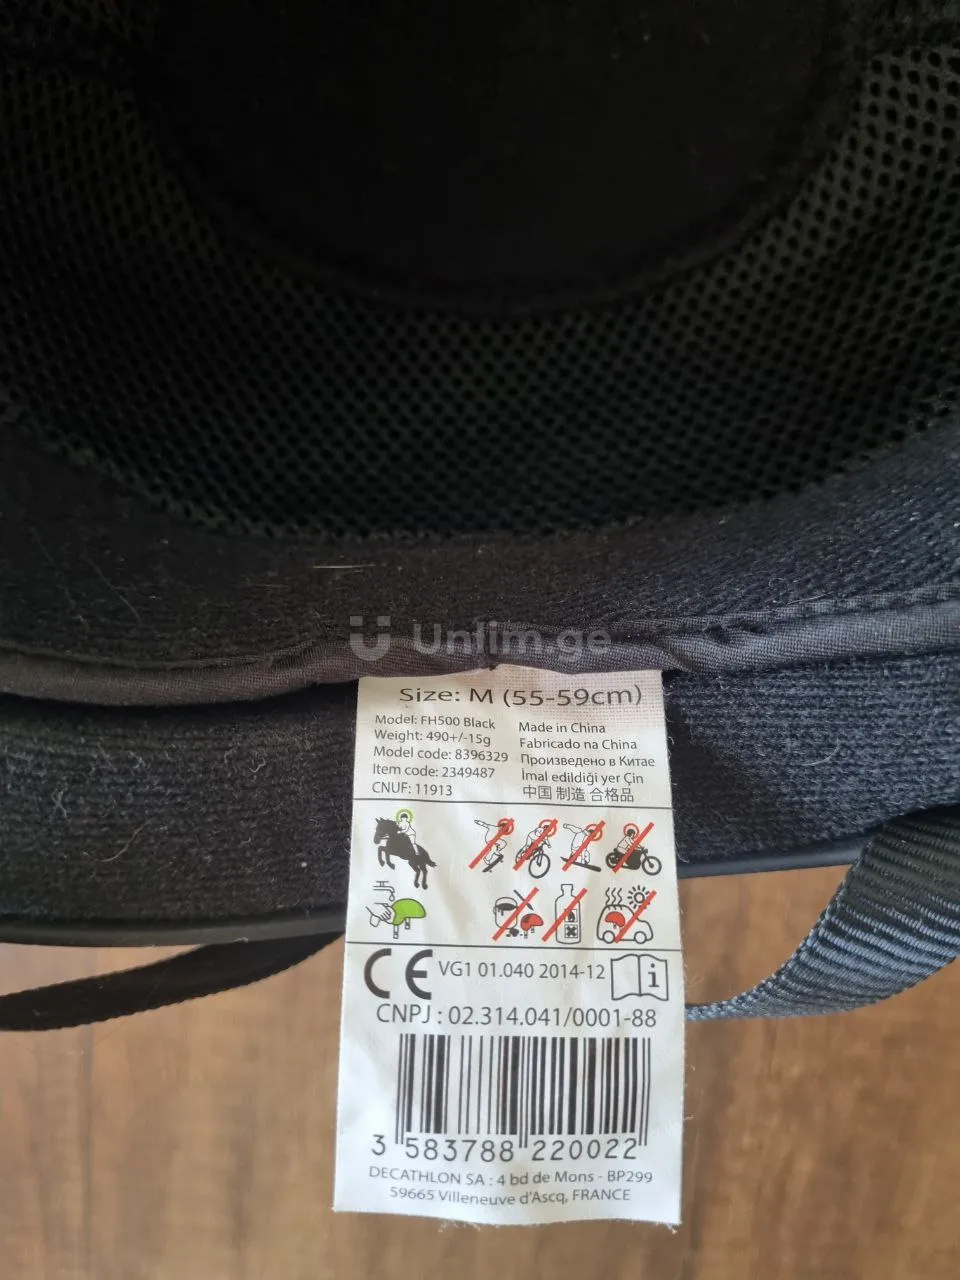 Unlim.ge
Size: M (55-59cm)
Model: FH500 Black
Weight: 490+/-15g
Model code: 8396329
Item code: 2349487
CNUF: 11913
Made in China
Fabricado na China
Произведено в Китае
İmal edildiği yer Çin
中国 制造 合格品
CE VG1 01.040 2014-12 i
CNPJ : 02.314.041/0001-88
3 583788 220022
DECATHLON SA : 4 bd de Mons - BP299
59665 Villeneuve d'Ascq, FRANCE